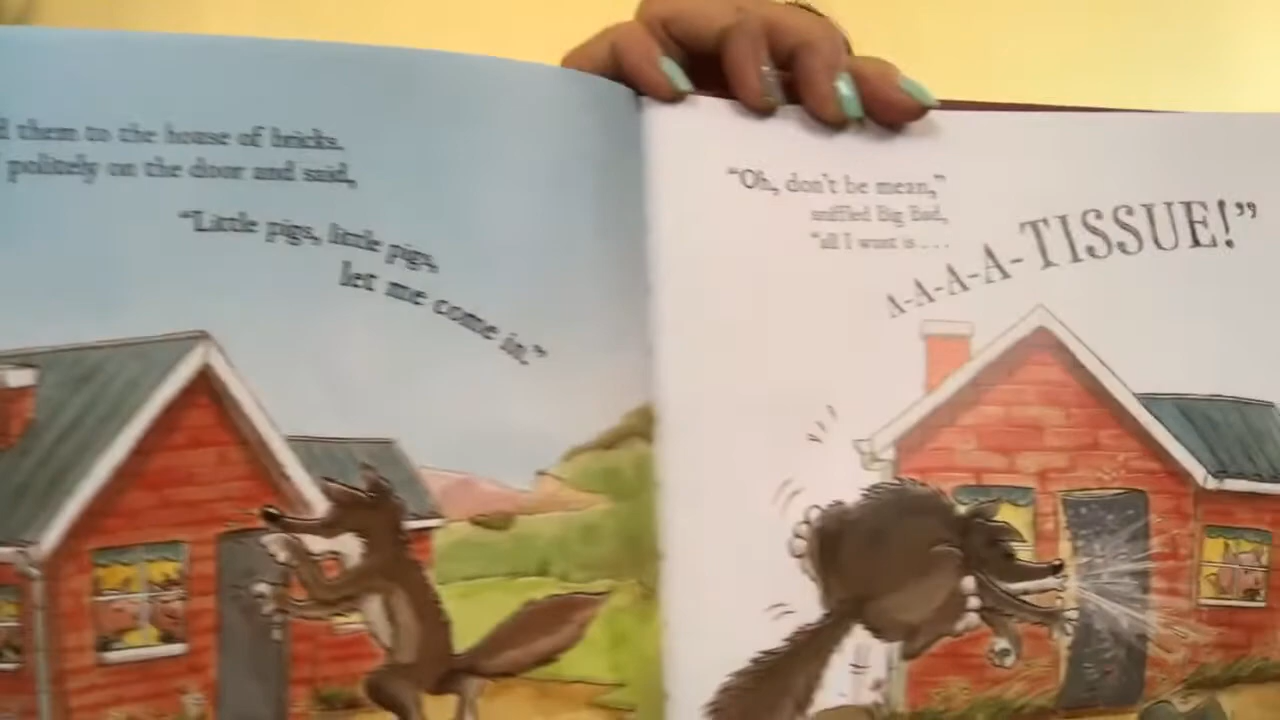 them to the house of bricks.
politely on the door and said,
“Little pigs, little pigs,
let me come in.”
“Oh, don't be mean,”
sniffled Big Bad,
“all I want is . . .
A-A-A-A-TISSUE!”